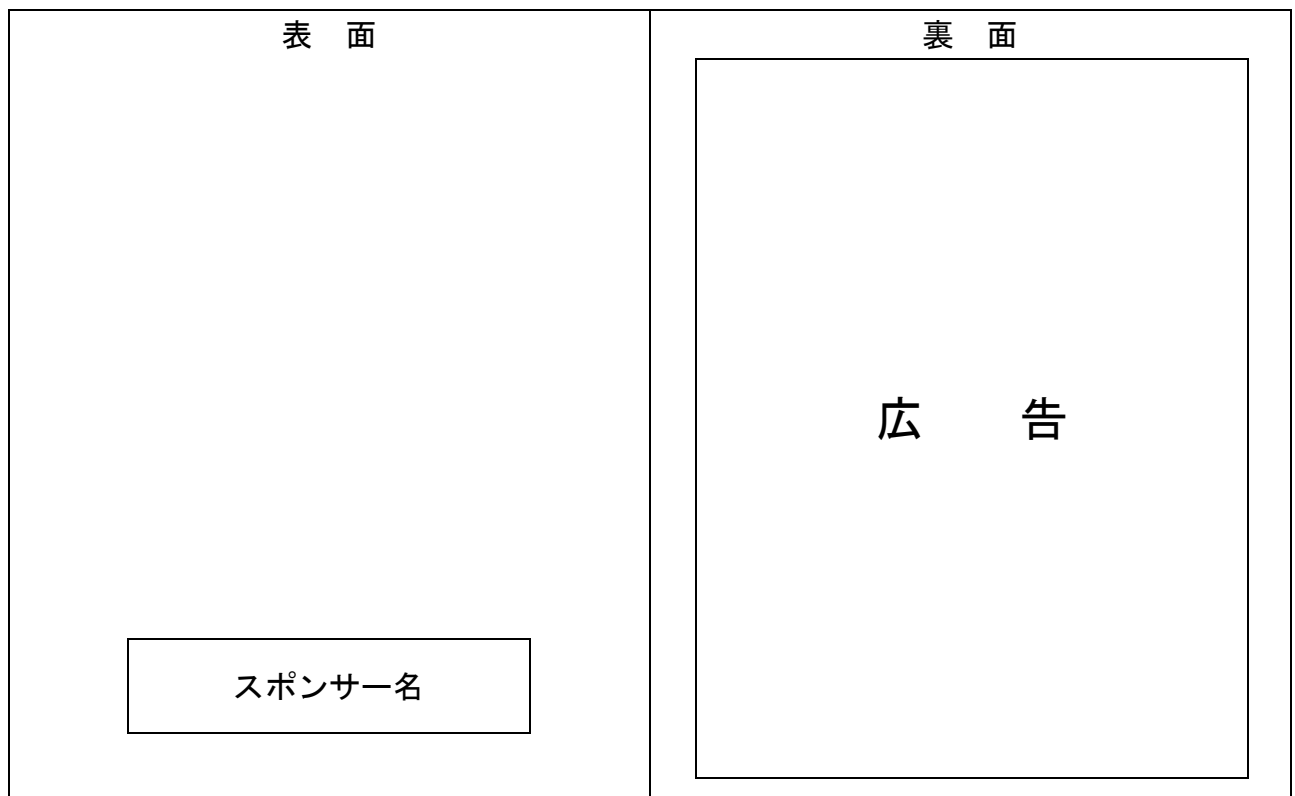 表　面
スポンサー名
裏　面
広　　告